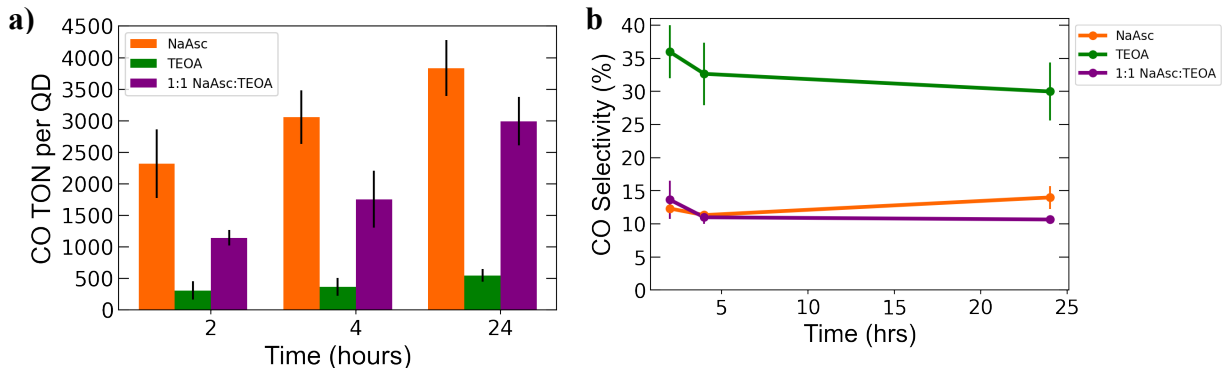 a)
CO TON per QD
4500
4000
3500
3000
2500
2000
1500
1000
500
0
NaAsc
TEOA
1:1 NaAsc:TEOA
2
4
24
Time (hours)
b
CO Selectivity (%)
40
35
30
25
20
15
10
5
0
5
10
15
20
25
Time (hrs)
NaAsc
TEOA
1:1 NaAsc:TEOA